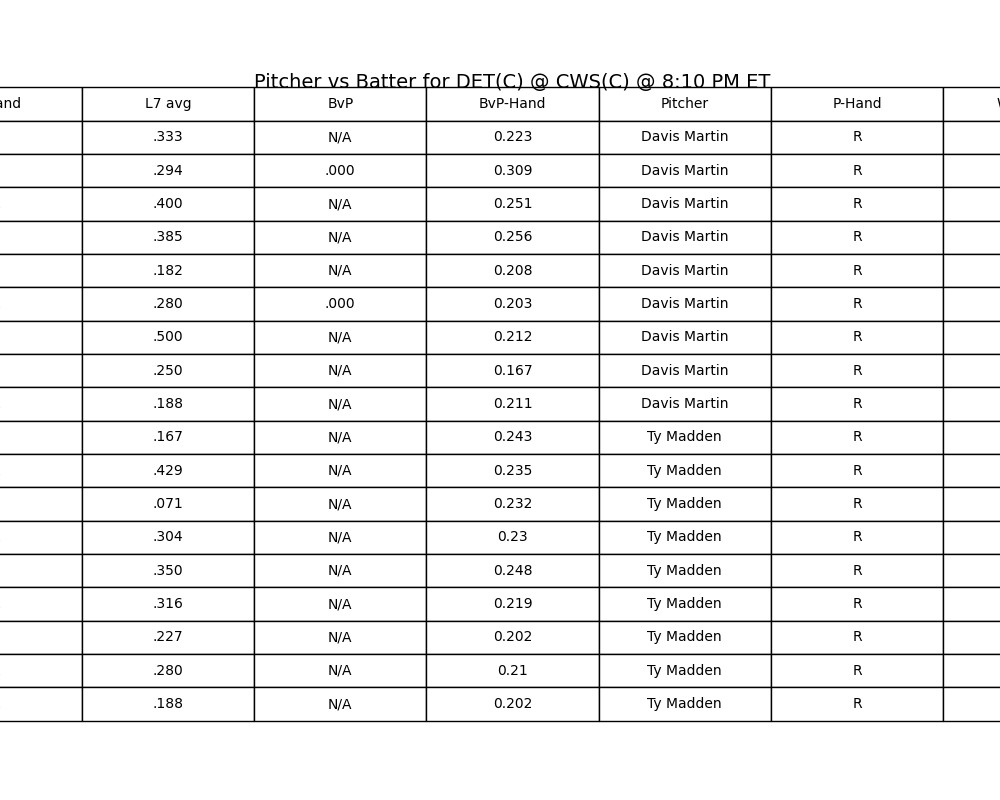 Pitcher vs Batter for DET(C) @ CWS(C) @ 8:10 PM ET
and L7 avg BvP BvP-Hand Pitcher P-Hand
.333 N/A 0.223 Davis Martin R
.294 .000 0.309 Davis Martin R
.400 N/A 0.251 Davis Martin R
.385 N/A 0.256 Davis Martin R
.182 N/A 0.208 Davis Martin R
.280 .000 0.203 Davis Martin R
.500 N/A 0.212 Davis Martin R
.250 N/A 0.167 Davis Martin R
.188 N/A 0.211 Davis Martin R
.167 N/A 0.243 Ty Madden R
.429 N/A 0.235 Ty Madden R
.071 N/A 0.232 Ty Madden R
.304 N/A 0.23 Ty Madden R
.350 N/A 0.248 Ty Madden R
.316 N/A 0.219 Ty Madden R
.227 N/A 0.202 Ty Madden R
.280 N/A 0.21 Ty Madden R
.188 N/A 0.202 Ty Madden R